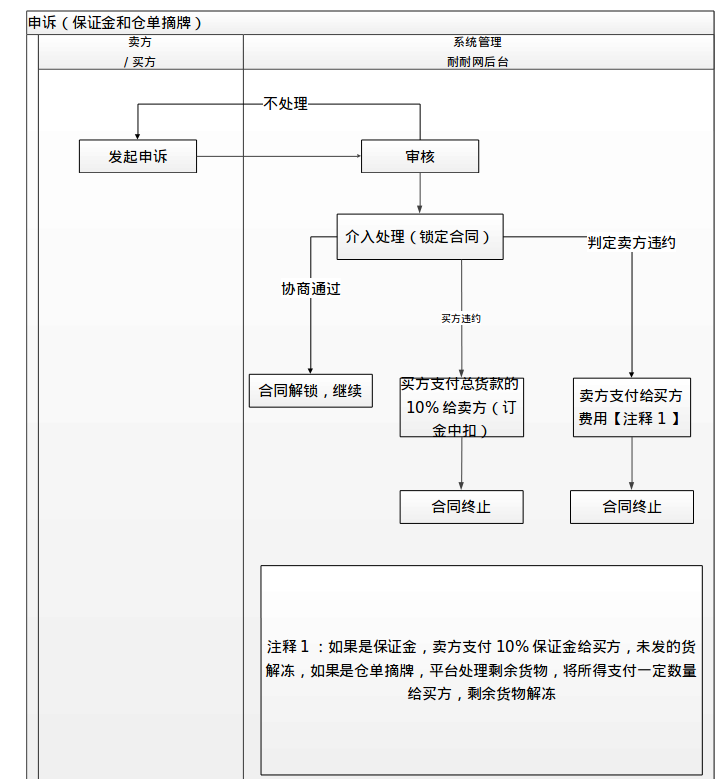 申诉（保证金和仓单摘牌）
卖方
/ 买方
系统管理
耐耐网后台
不处理
发起申诉
审核
介入处理（锁定合同）
判定卖方违约
协商通过
买方违约
合同解锁，继续
买方支付总货款的
10% 给卖方（订
金中扣）
卖方支付给买方
费用【注释 1 】
合同终止
合同终止
注释 1 ：如果是保证金，卖方支付 10% 保证金给买方，未发的货
解冻，如果是仓单摘牌，平台处理剩余货物，将所得支付一定数量
给买方，剩余货物解冻